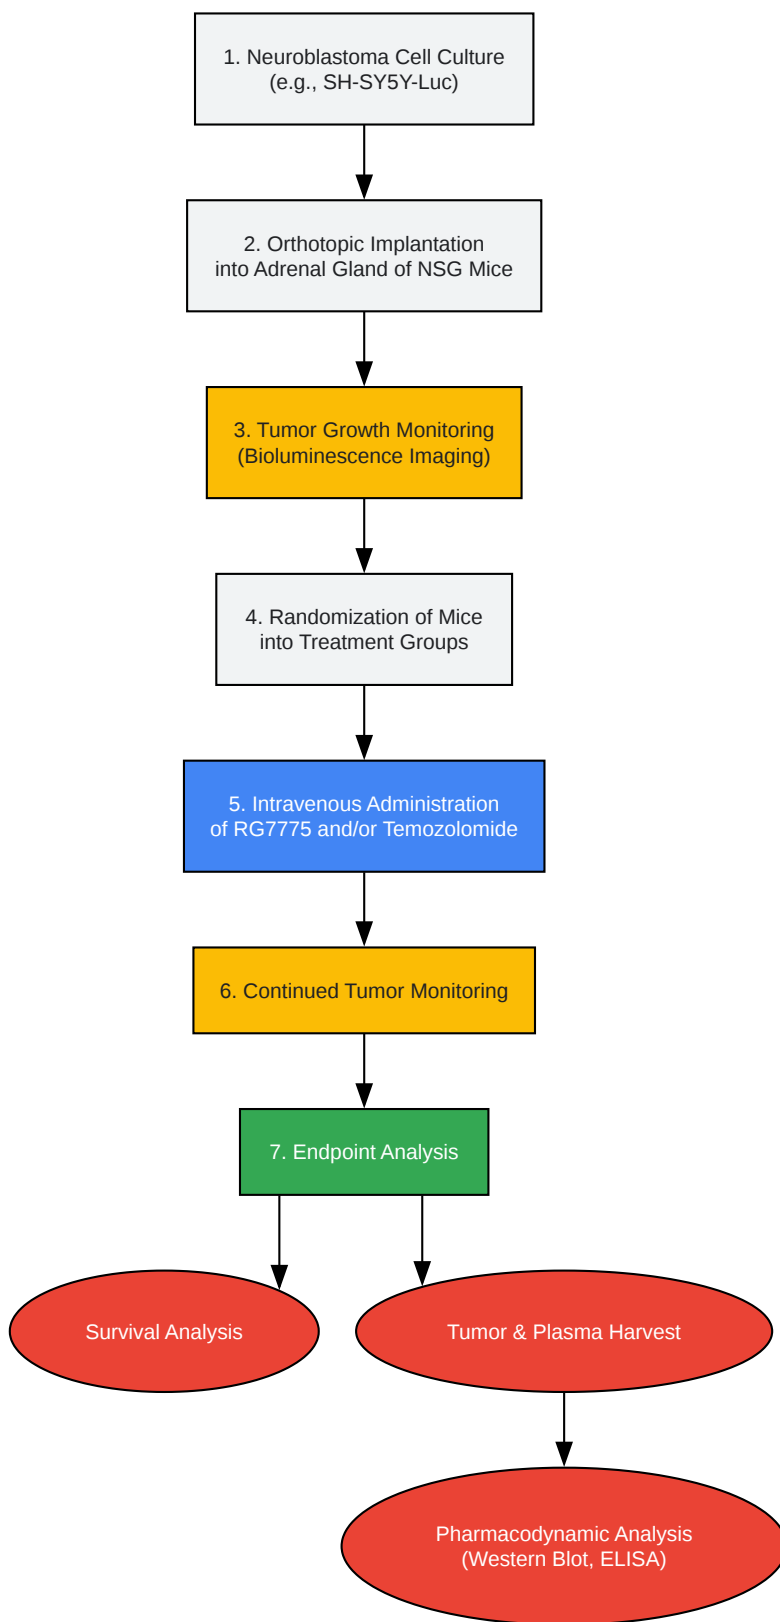 1. Neuroblastoma Cell Culture
(e.g., SH-SY5Y-Luc)
2. Orthotopic Implantation
into Adrenal Gland of NSG Mice
3. Tumor Growth Monitoring
(Bioluminescence Imaging)
4. Randomization of Mice
into Treatment Groups
5. Intravenous Administration
of RG7775 and/or Temozolomide
6. Continued Tumor Monitoring
7. Endpoint Analysis
Survival Analysis
Tumor & Plasma Harvest
Pharmacodynamic Analysis
(Western Blot, ELISA)